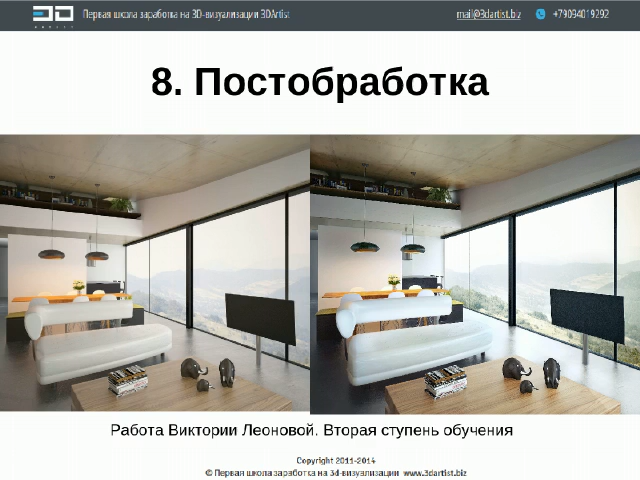 3D Первая школа заработка на 3D-визуализации 3DArtist mail@3dartist.biz +79094019292
8. Постобработка
Работа Виктории Леоновой. Вторая ступень обучения
Copyright 2011-2014
© Первая школа заработка на 3d-визуализации www.3dartist.biz